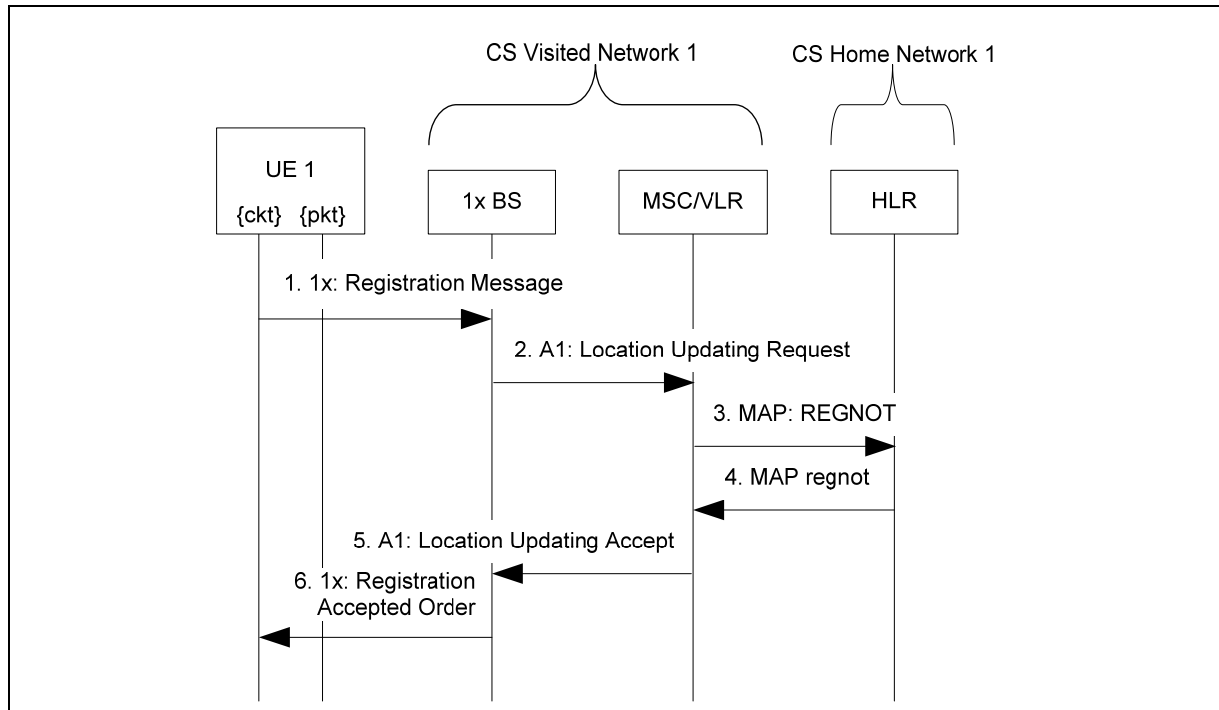 CS Visited Network 1
CS Home Network 1
UE 1
{ckt} {pkt}
1x BS
MSC/VLR
HLR
1. 1x: Registration Message
2. A1: Location Updating Request
3. MAP: REGNOT
4. MAP regnot
5. A1: Location Updating Accept
6. 1x: Registration
Accepted Order